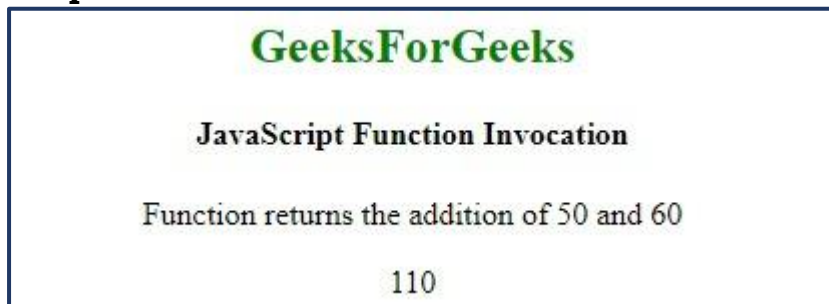 GeeksForGeeks
JavaScript Function Invocation
Function returns the addition of 50 and 60
110